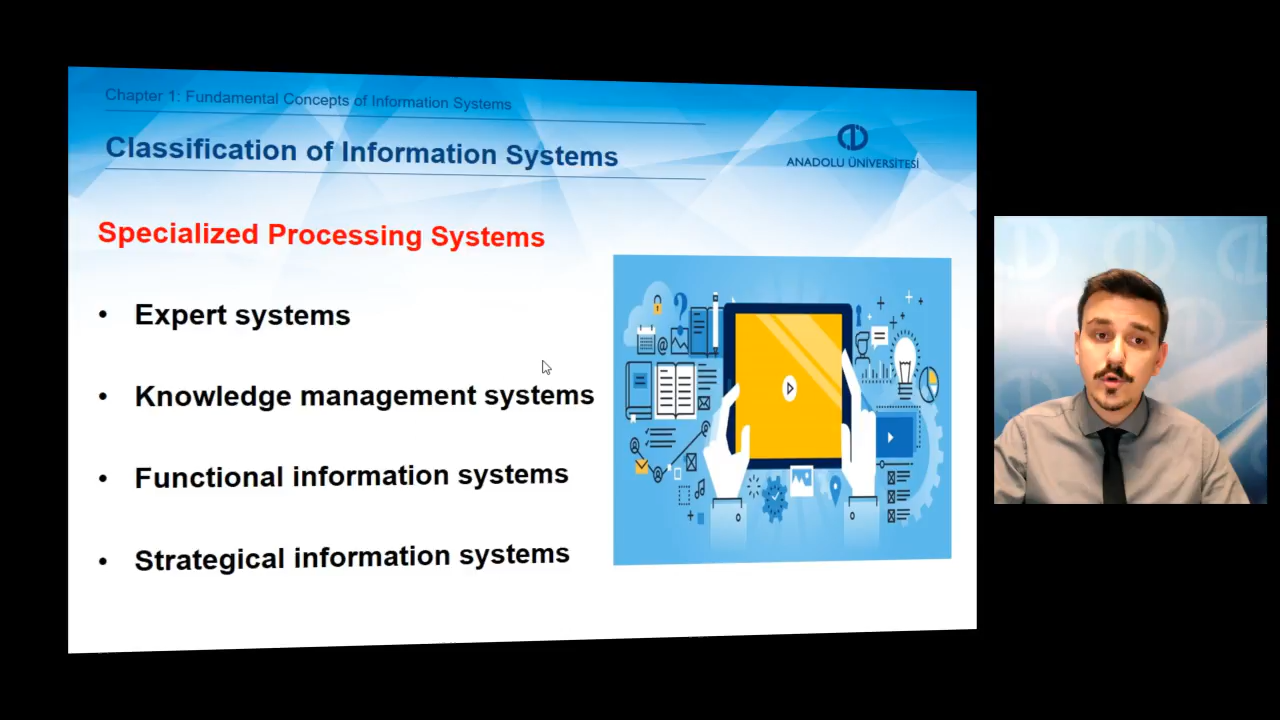 Chapter 1: Fundamental Concepts of Information Systems
Classification of Information Systems
ANADOLU ÜNİVERSİTESİ
Specialized Processing Systems
• Expert systems
• Knowledge management systems
• Functional information systems
• Strategical information systems